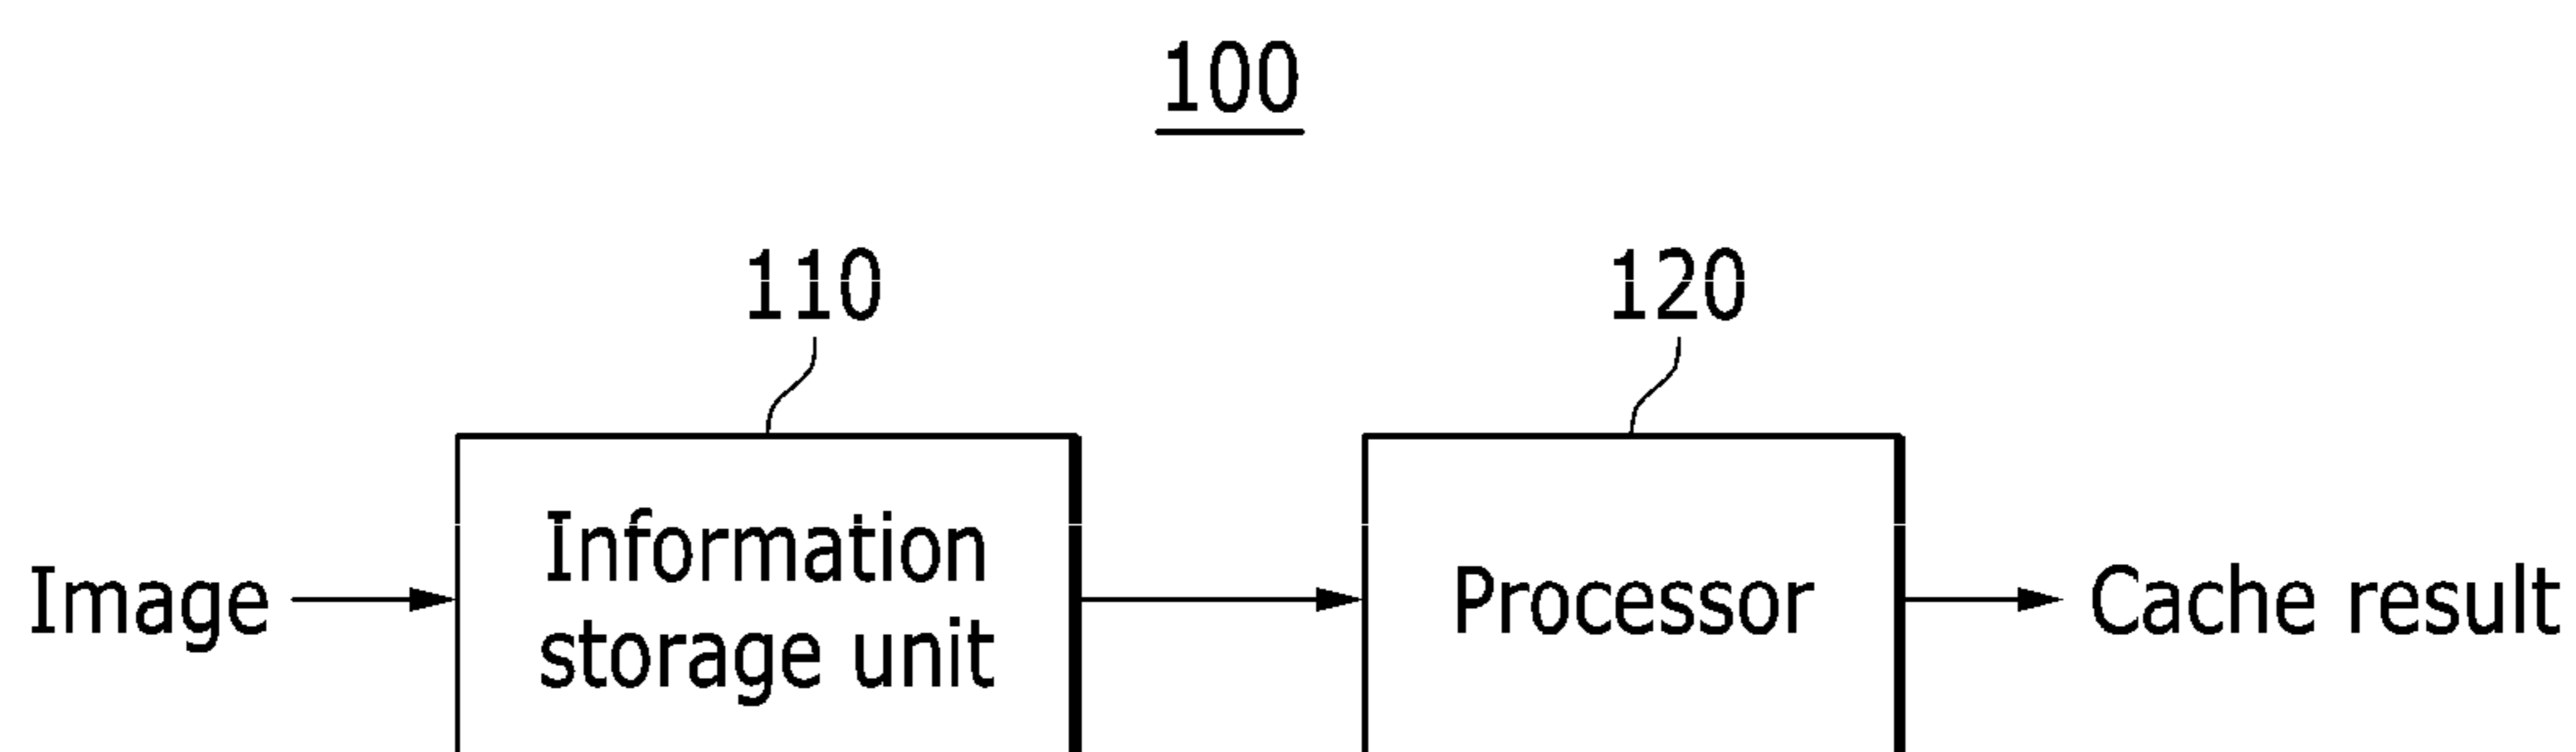 100
110
120
Image
Information
storage unit
Processor
Cache result